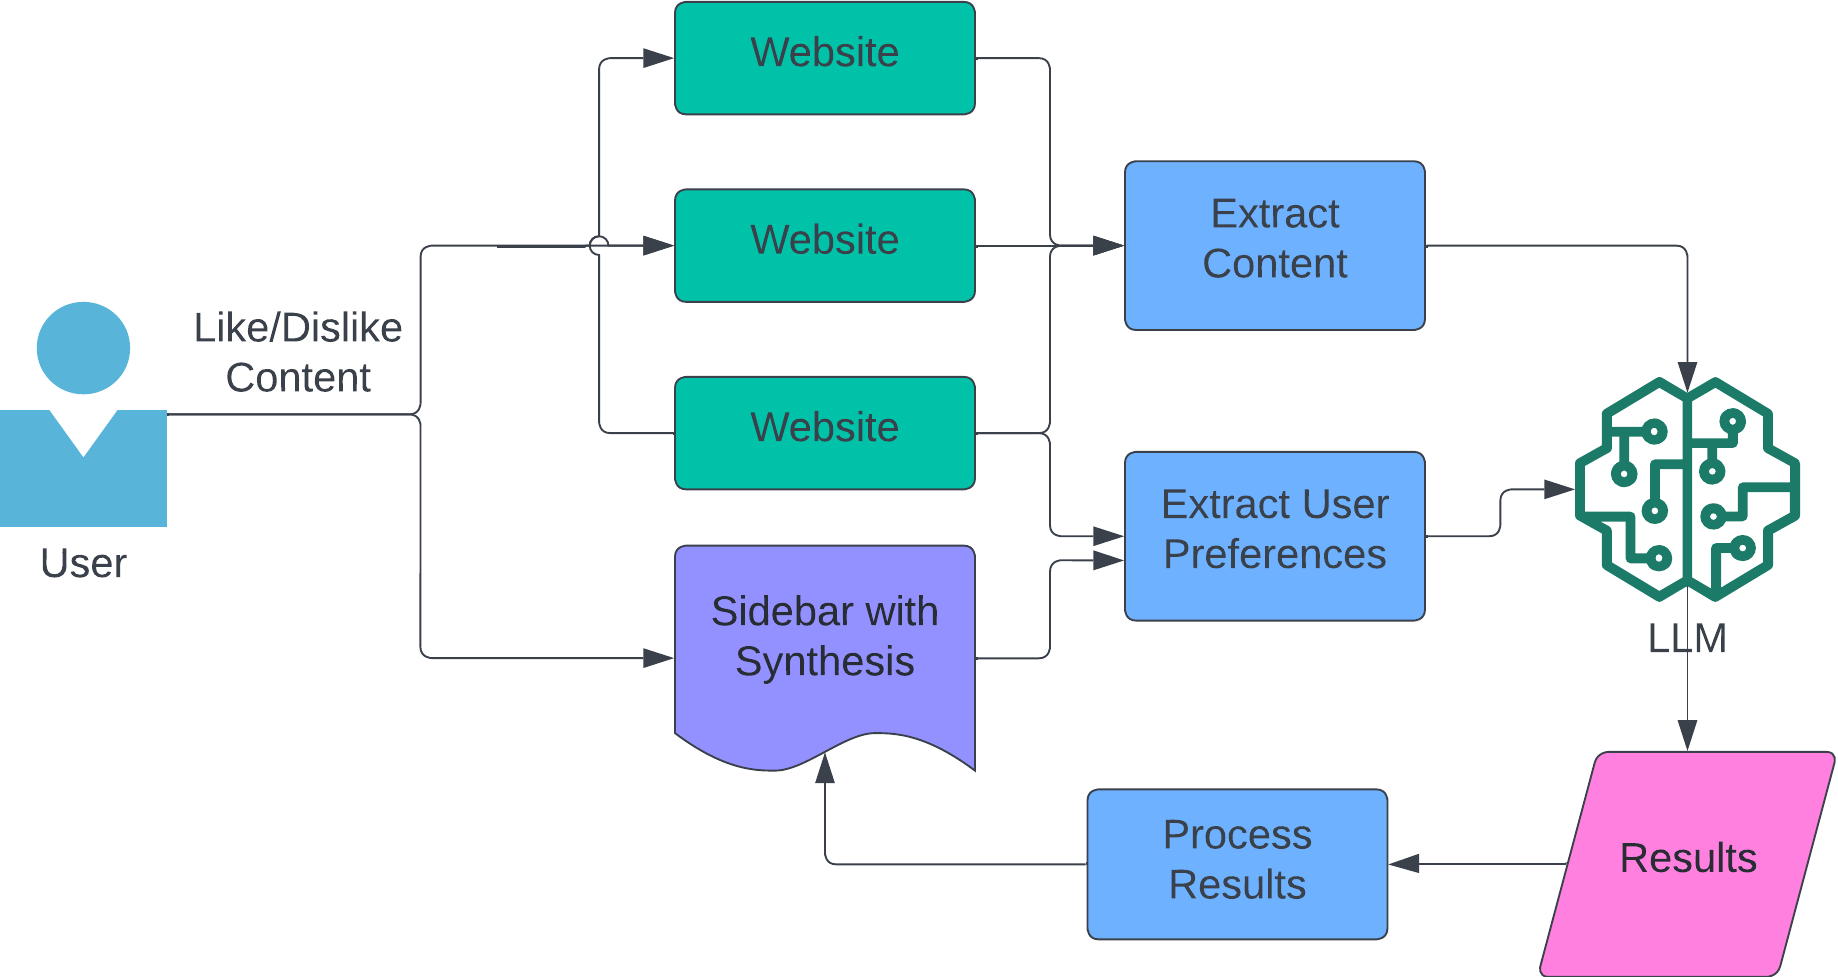 Website
Website
Extract
Content
Like/Dislike
Content
Website
Extract User
Preferences
User
Sidebar with
Synthesis
LLM
Process
Results
Results